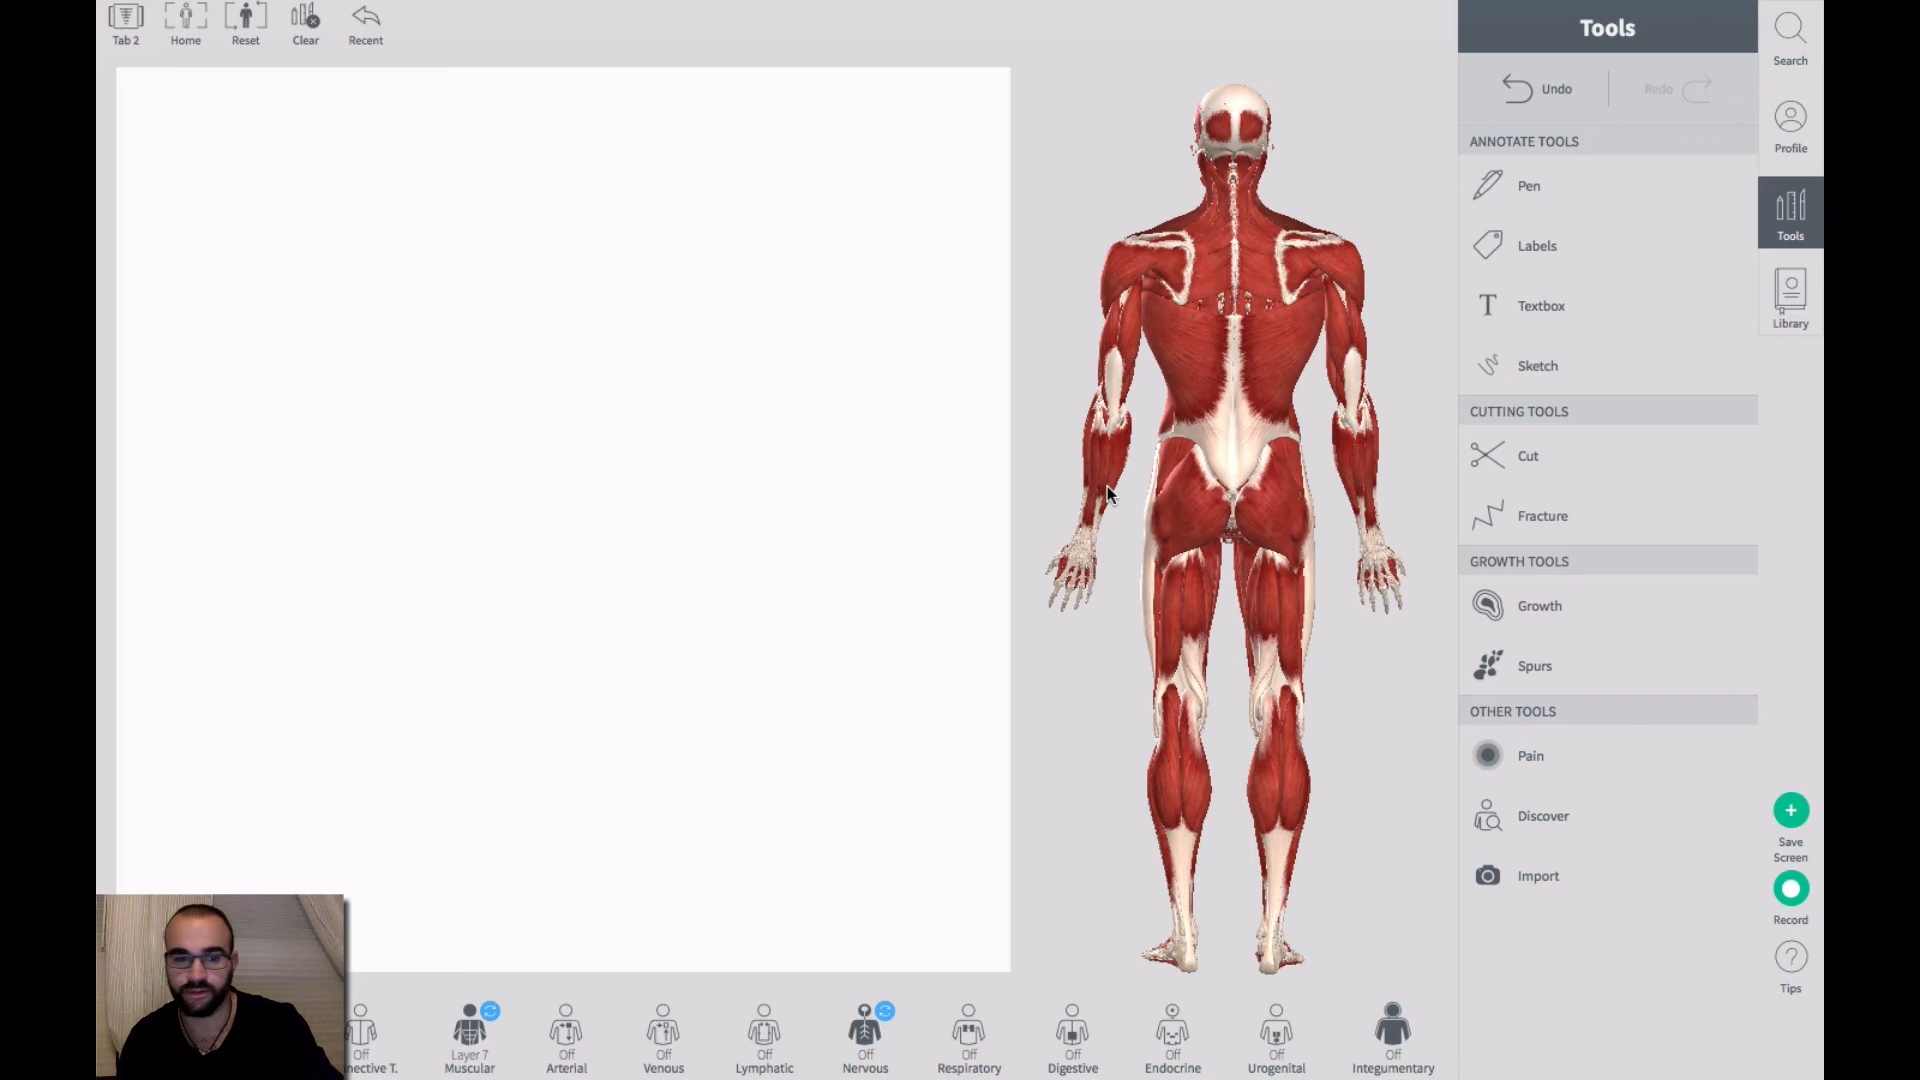 Tab 2
Home
Reset
Clear
Recent
Tools
Undo
Redo
ANNOTATE TOOLS
Pen
Labels
Textbox
Sketch
CUTTING TOOLS
Cut
Fracture
GROWTH TOOLS
Growth
Spurs
OTHER TOOLS
Pain
Discover
Import
Search
Profile
Tools
Library
Save
Screen
Record
Tips
Off
nective T.
Layer 7
Muscular
Off
Arterial
Off
Venous
Off
Lymphatic
Off
Nervous
Off
Respiratory
Off
Digestive
Off
Endocrine
Off
Urogenital
Off
Integumentary